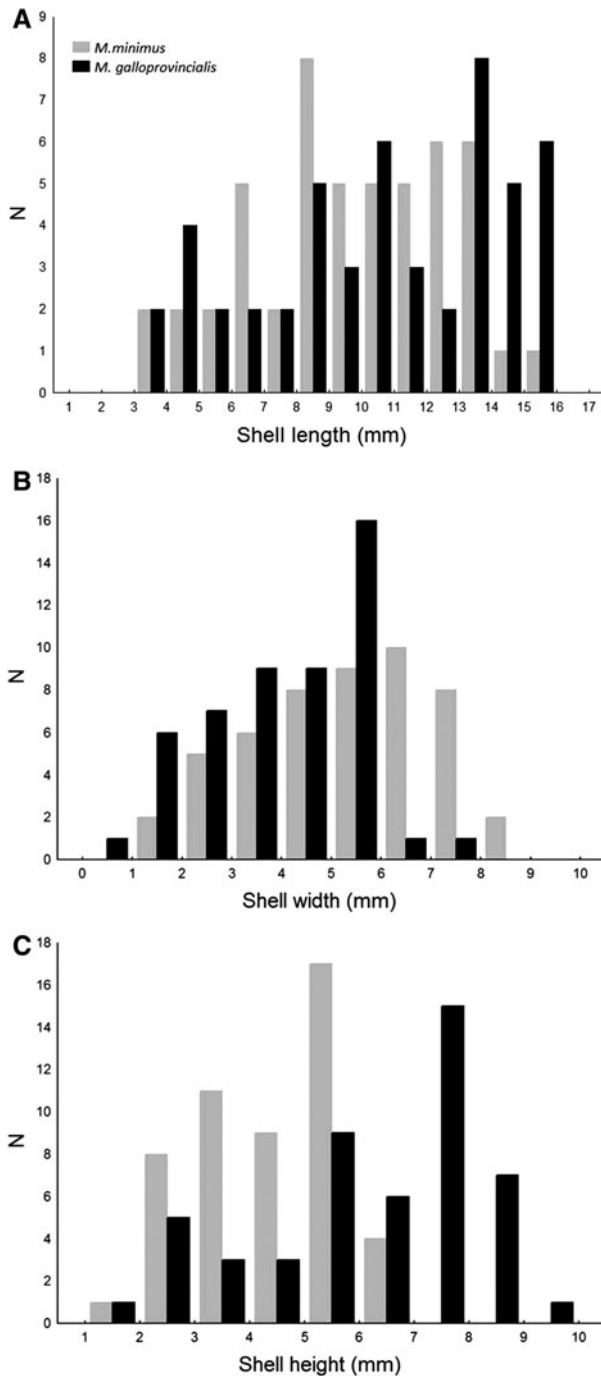 A
9
M.minimus
8
M. galloprovincialis
7
6
5
N
4
3
2
1
0
1 2 3 4 5 6 7 8 9 10 11 12 13 14 15 16 17
Shell length (mm)
B
18
16
14
12
10
N
8
6
4
2
0
0 1 2 3 4 5 6 7 8 9 10
Shell width (mm)
C
18
16
14
12
10
N
8
6
4
2
0
1 2 3 4 5 6 7 8 9 10
Shell height (mm)